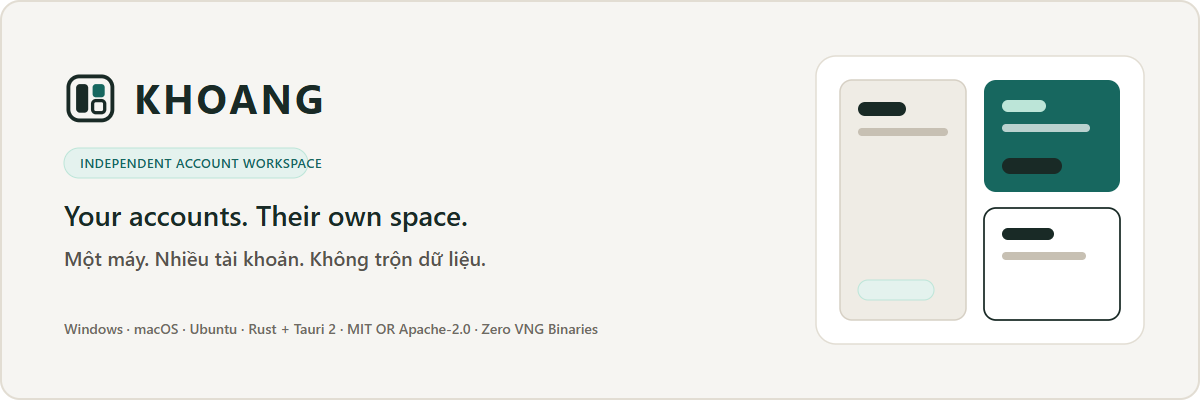 KHOANG
INDEPENDENT ACCOUNT WORKSPACE
Your accounts. Their own space.
Một máy. Nhiều tài khoản. Không trộn dữ liệu.
Windows · macOS · Ubuntu · Rust + Tauri 2 · MIT OR Apache-2.0 · Zero VNG Binaries